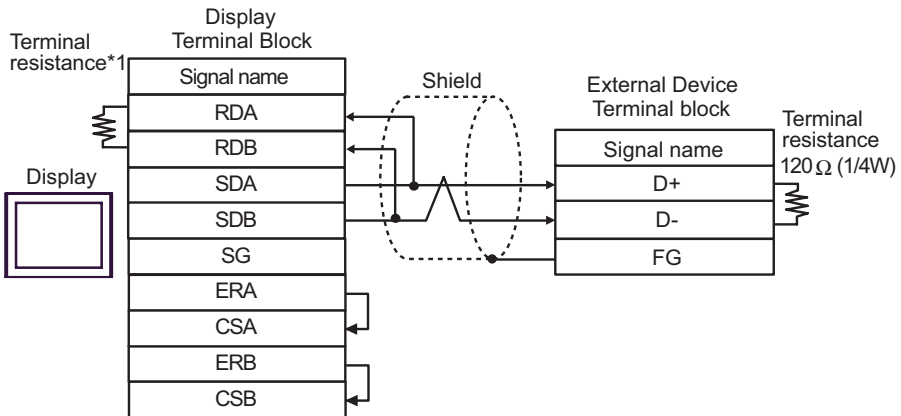 Display
Terminal Block
Terminal
resistance*1
Signal name
RDA
RDB
SDA
SDB
SG
ERA
CSA
ERB
CSB
Display
Shield
External Device
Terminal block
Signal name
D+
D-
FG
Terminal
resistance
120 Ω (1/4W)